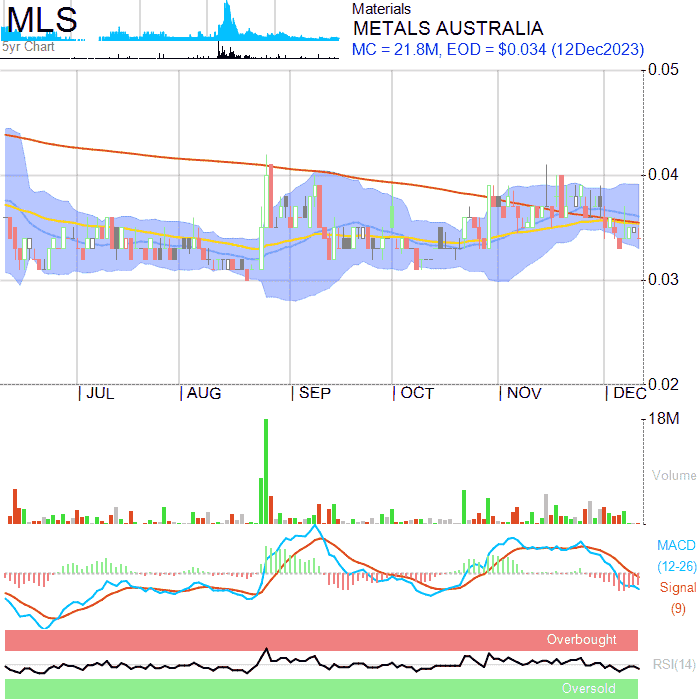 MLS
5yr Chart
Materials
METALS AUSTRALIA
MC = 21.8M, EOD = $0.034 (12Dec2023)
0.05
0.04
0.03
0.02
JUL
AUG
SEP
OCT
NOV
DEC
18M
Volume
MACD
(12-26)
Signal
(9)
Overbought
RSI(14)
Oversold